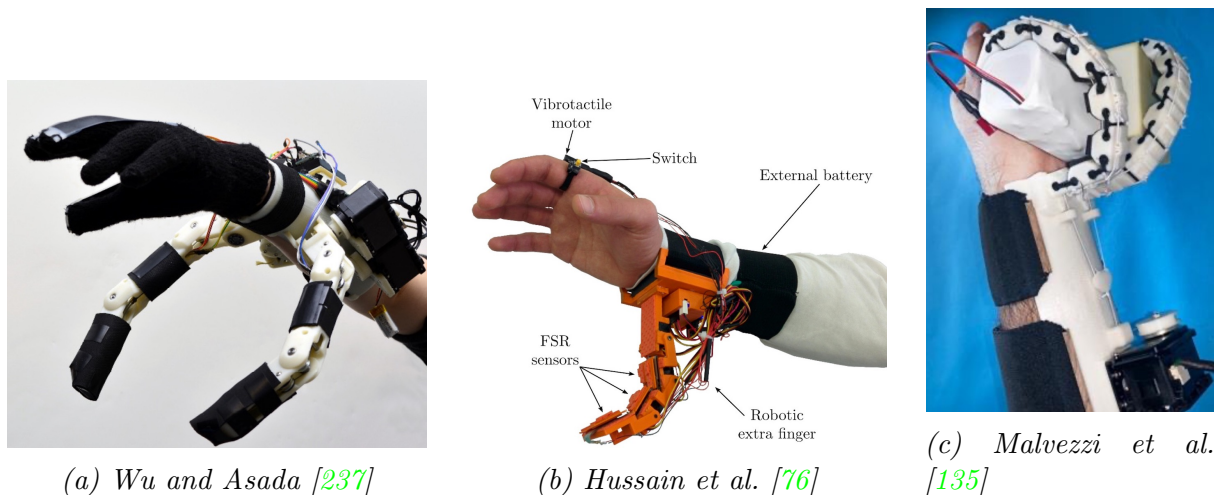 Vibrotactile
motor
Switch
External battery
FSR
sensors
Robotic
extra finger
(a) Wu and Asada [237]
(b) Hussain et al. [76]
(c) Malvezzi et al.
[135]